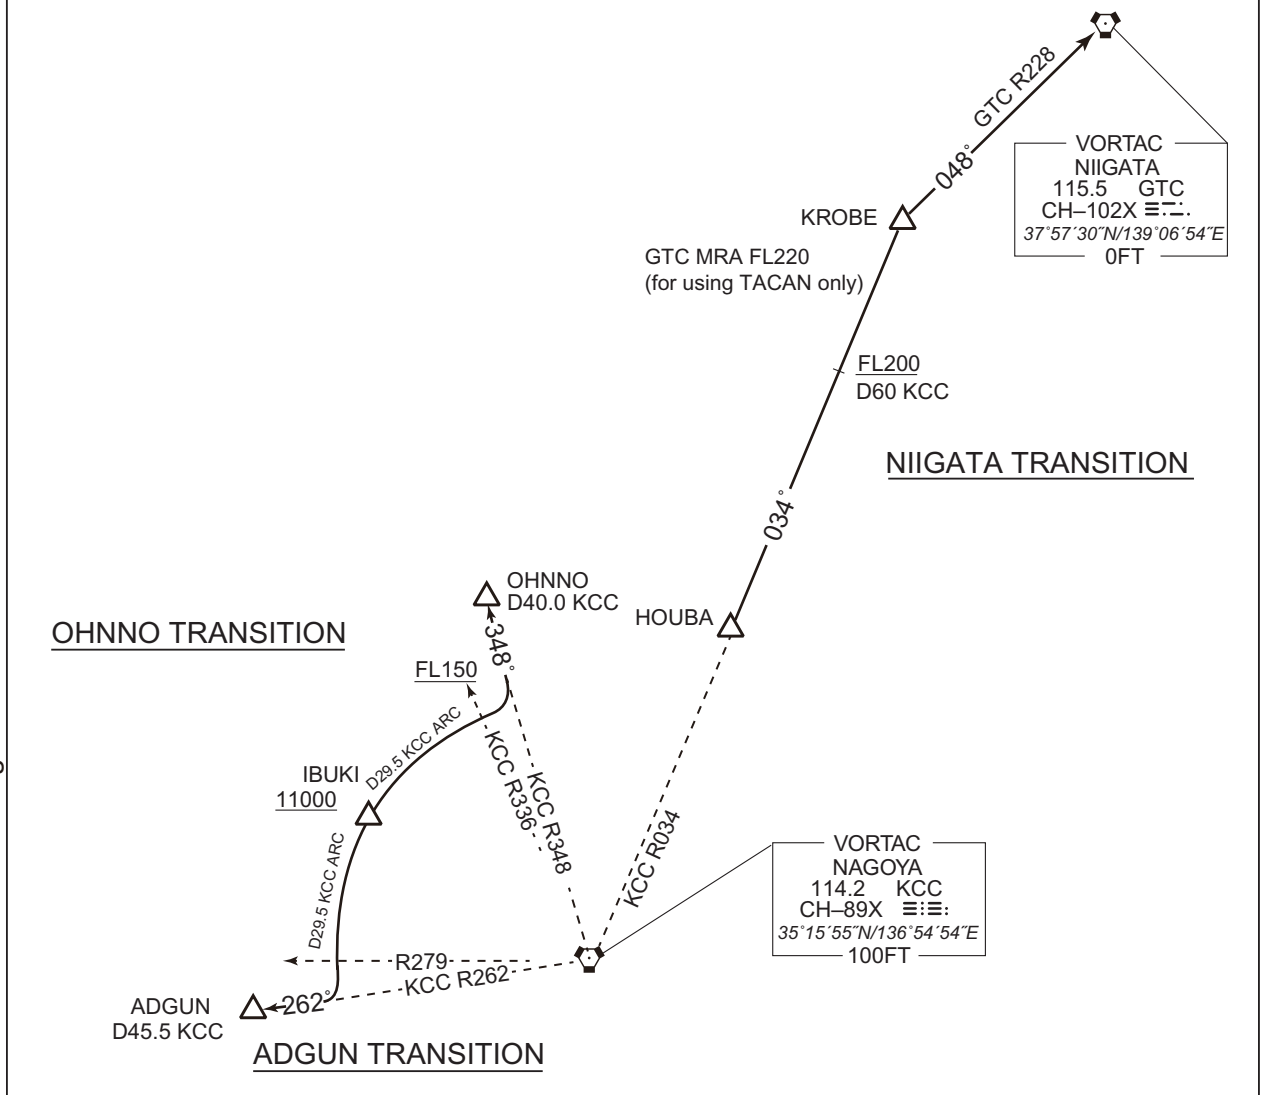 GTC R228
048°
VORTAC
NIIGATA
115.5 GTC
CH–102X
37°57′30″N/139°06′54″E
0FT
KROBE
GTC MRA FL220
(for using TACAN only)
FL200
D60 KCC
NIIGATA TRANSITION
034°
OHNNO
D40.0 KCC
HOUBA
OHNNO TRANSITION
348°
FL150
D29.5 KCC ARC
KCC R336
KCC R348
KCC R034
IBUKI
11000
D29.5 KCC ARC
VORTAC
NAGOYA
114.2 KCC
CH–89X
35°15′55″N/136°54′54″E
100FT
R279
KCC R262
262°
ADGUN
D45.5 KCC
ADGUN TRANSITION